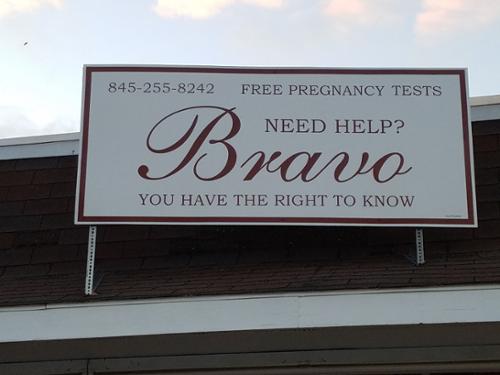 845-255-8242 FREE PREGNANCY TESTS
NEED HELP?
Bravo
YOU HAVE THE RIGHT TO KNOW